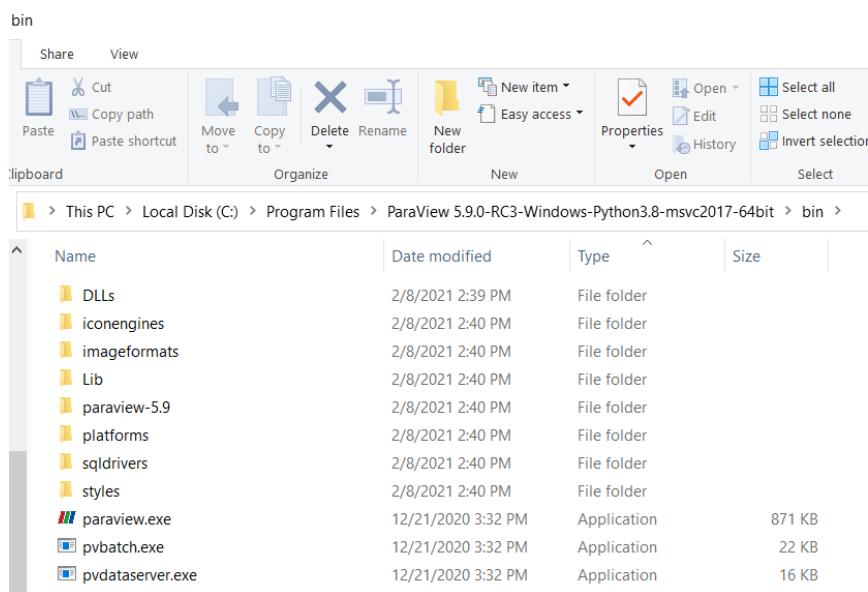 bin
Share View
Cut
Copy path
Paste shortcut
Paste
Move to
Copy to
Delete
Rename
New folder
New item
Easy access
Properties
Open
Edit
History
Select all
Select none
Invert selection
lipboard Organize New Open Select
This PC > Local Disk (C:) > Program Files > ParaView 5.9.0-RC3-Windows-Python3.8-msvc2017-64bit > bin >
Name Date modified Type Size
DLLs 2/8/2021 2:39 PM File folder
iconengines 2/8/2021 2:40 PM File folder
imageformats 2/8/2021 2:40 PM File folder
Lib 2/8/2021 2:40 PM File folder
paraview-5.9 2/8/2021 2:40 PM File folder
platforms 2/8/2021 2:40 PM File folder
sqldrivers 2/8/2021 2:40 PM File folder
styles 2/8/2021 2:40 PM File folder
paraview.exe 12/21/2020 3:32 PM Application 871 KB
pvbatch.exe 12/21/2020 3:32 PM Application 22 KB
pvdataserver.exe 12/21/2020 3:32 PM Application 16 KB